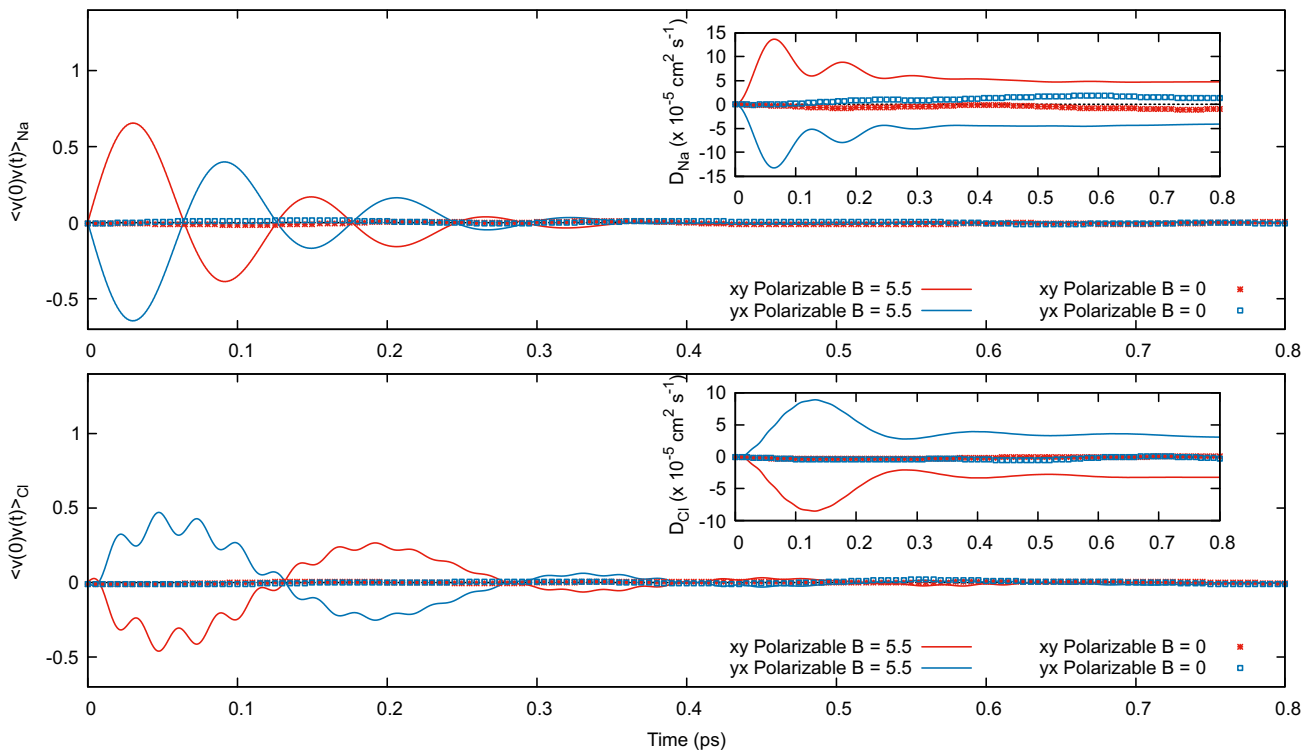 1
0.5
0
-0.5
<v(0)v(t)>Na
0 0.1 0.2 0.3 0.4 0.5 0.6 0.7 0.8
15
10
5
0
-5
-10
-15
D_Na (x 10^-5 cm^2 s^-1)
0 0.1 0.2 0.3 0.4 0.5 0.6 0.7 0.8
xy Polarizable B = 5.5 xy Polarizable B = 0
yx Polarizable B = 5.5 yx Polarizable B = 0
1
0.5
0
-0.5
<v(0)v(t)>Cl
0 0.1 0.2 0.3 0.4 0.5 0.6 0.7 0.8
10
5
0
-5
-10
D_Cl (x 10^-5 cm^2 s^-1)
0 0.1 0.2 0.3 0.4 0.5 0.6 0.7 0.8
xy Polarizable B = 5.5 xy Polarizable B = 0
yx Polarizable B = 5.5 yx Polarizable B = 0
Time (ps)